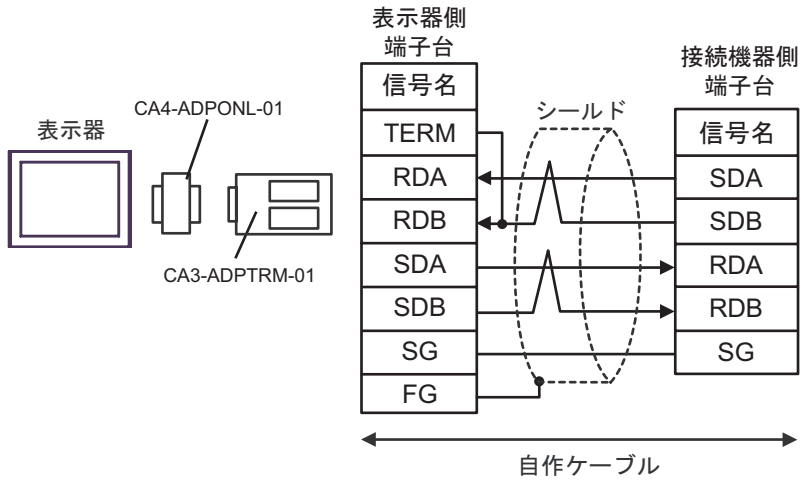 表示器
CA4-ADPONL-01
CA3-ADPTRM-01
表示器側
端子台
信号名
TERM
RDA
RDB
SDA
SDB
SG
FG
シールド
接続機器側
端子台
信号名
SDA
SDB
RDA
RDB
SG
自作ケーブル